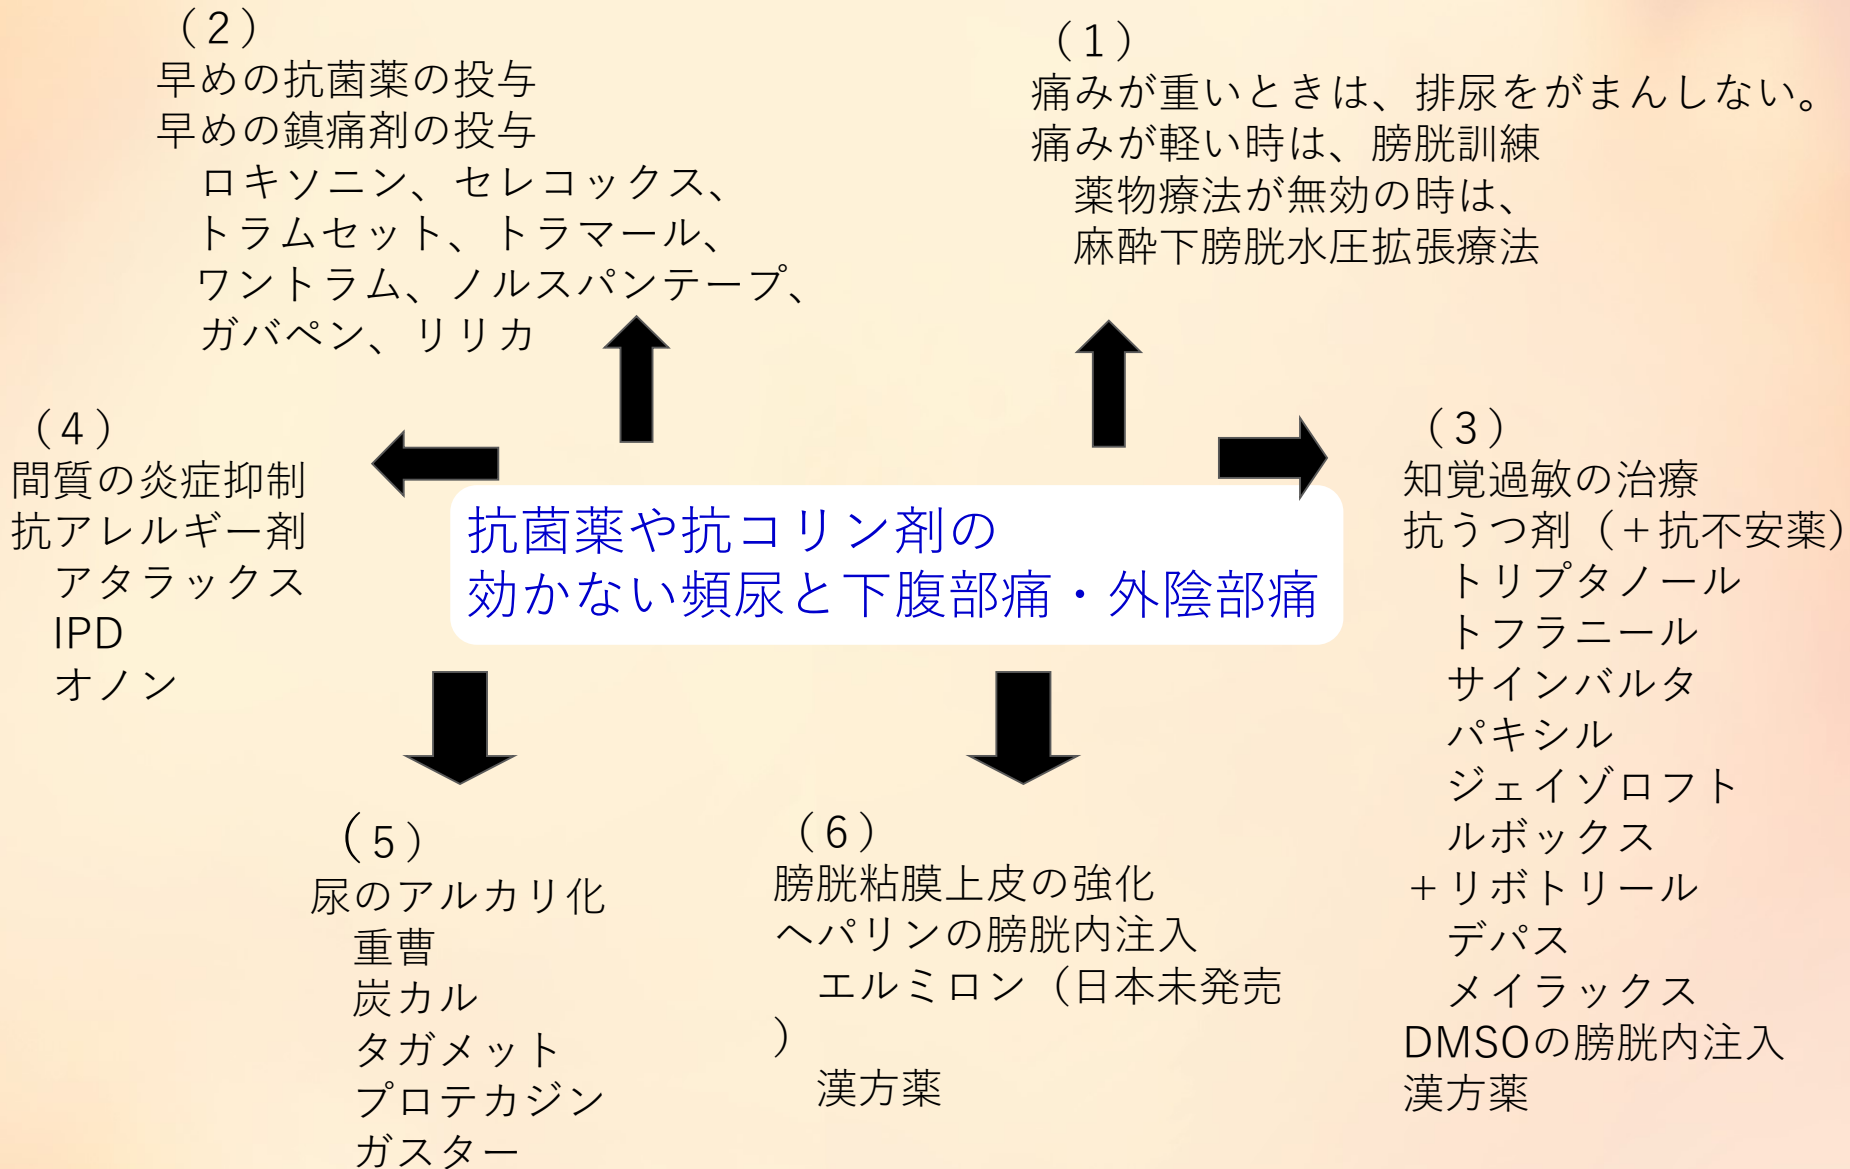 （２）
早めの抗菌薬の投与
早めの鎮痛剤の投与
ロキソニン、セレコックス、
トラムセット、トラマール、
ワントラム、ノルスパンテープ、
ガバペン、リリカ
（１）
痛みが重いときは、排尿をがまんしない。
痛みが軽い時は、膀胱訓練
薬物療法が無効の時は、
麻酔下膀胱水圧拡張療法
（４）
間質の炎症抑制
抗アレルギー剤
アタラックス
IPD
オノン
抗菌薬や抗コリン剤の
効かない頻尿と下腹部痛・外陰部痛
（３）
知覚過敏の治療
抗うつ剤（＋抗不安薬）
トリプタノール
トフラニール
サインバルタ
パキシル
ジェイゾロフト
ルボックス
＋リボトリール
デパス
メイラックス
DMSOの膀胱内注入
漢方薬
（５）
尿のアルカリ化
重曹
炭カル
タガメット
プロテカジン
ガスター
（６）
膀胱粘膜上皮の強化
ヘパリンの膀胱内注入
エルミロン（日本未発売
）
漢方薬